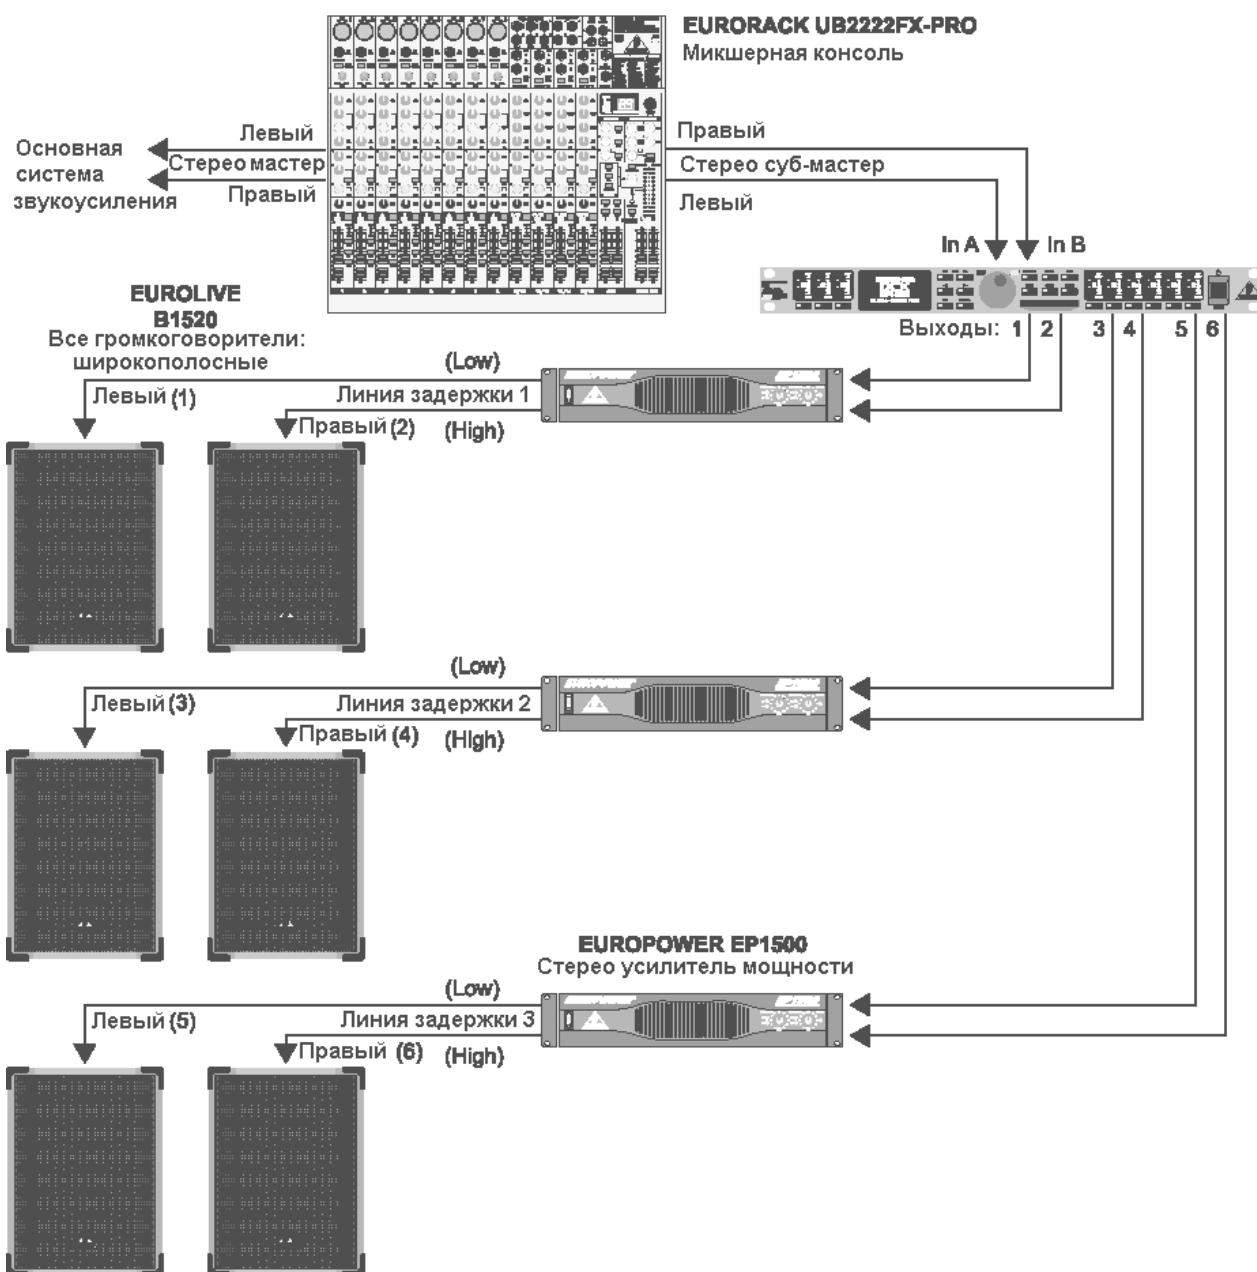 EURORACK UB2222FX-PRO
Микшерная консоль
Левый
Стерео мастер
Правый
Основная
система
звукоусиления
Правый
Стерео суб-мастер
Левый
In A
In B
Выходы: 1 2 3 4 5 6
EUROLIVE
B1520
Все громкоговорители:
широкополосные
(Low)
Левый (1)
Линия задержки 1
Правый (2)
(High)
(Low)
Левый (3)
Линия задержки 2
Правый (4)
(High)
EUROPOWER EP1500
Стерео усилитель мощности
(Low)
Левый (5)
Линия задержки 3
Правый (6)
(High)